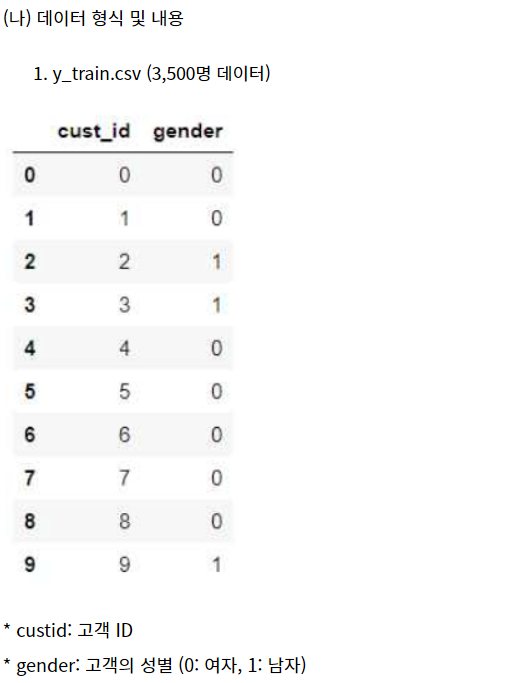 (나) 데이터 형식 및 내용
1. y_train.csv (3,500명 데이터)
cust_id gender
0 0 0
1 1 0
2 2 1
3 3 1
4 4 0
5 5 0
6 6 0
7 7 0
8 8 0
9 9 1
* custid: 고객 ID
* gender: 고객의 성별 (0: 여자, 1: 남자)